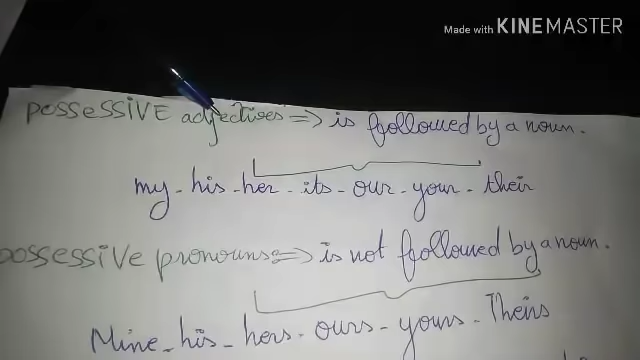 Made with KINEMASTER
possessive adjectives => is followed by a noun.
my - his - her - its - our - your - their
possessive pronouns => is not followed by a noun.
Mine - his - hers - ours - yours - Theirs